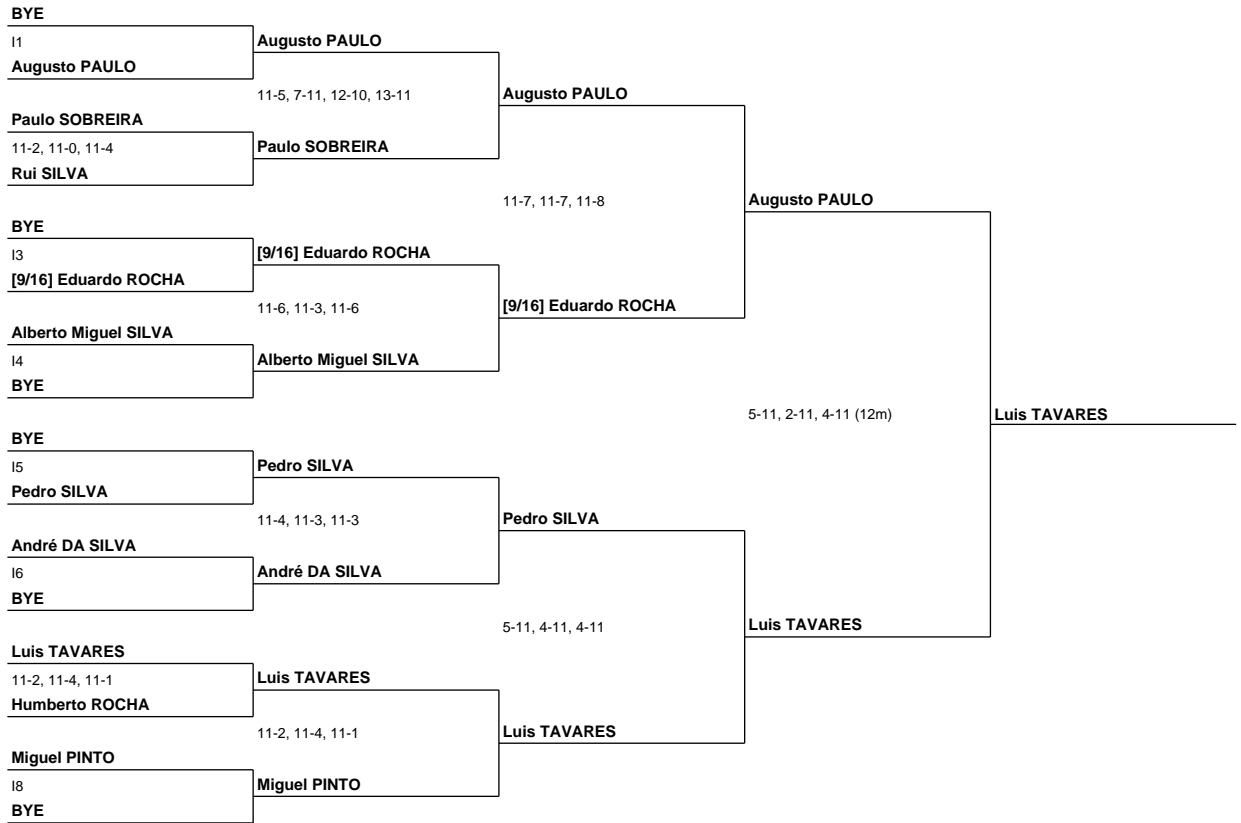 BYE
I1
Augusto PAULO
Augusto PAULO
11-5, 7-11, 12-10, 13-11
Augusto PAULO
Paulo SOBREIRA
11-2, 11-0, 11-4
Paulo SOBREIRA
Rui SILVA
11-7, 11-7, 11-8
Augusto PAULO
BYE
I3
[9/16] Eduardo ROCHA
[9/16] Eduardo ROCHA
11-6, 11-3, 11-6
[9/16] Eduardo ROCHA
Alberto Miguel SILVA
I4
Alberto Miguel SILVA
BYE
5-11, 2-11, 4-11 (12m)
Luis TAVARES
BYE
I5
Pedro SILVA
Pedro SILVA
11-4, 11-3, 11-3
Pedro SILVA
André DA SILVA
I6
André DA SILVA
BYE
5-11, 4-11, 4-11
Luis TAVARES
Luis TAVARES
11-2, 11-4, 11-1
Luis TAVARES
Humberto ROCHA
11-2, 11-4, 11-1
Luis TAVARES
Miguel PINTO
I8
Miguel PINTO
BYE